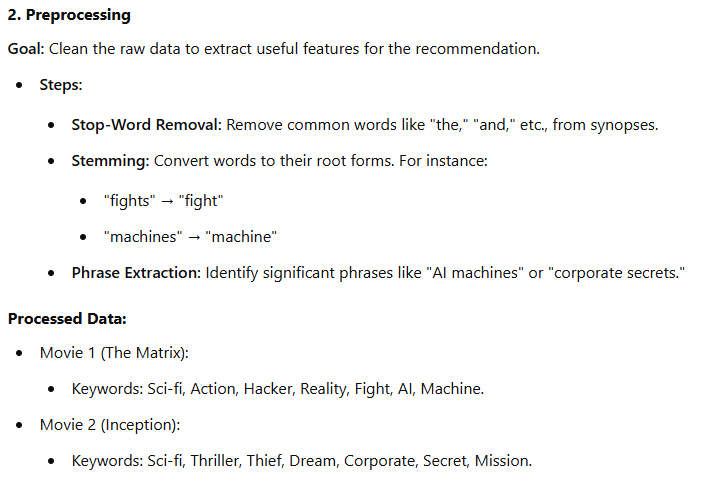 2. Preprocessing
Goal: Clean the raw data to extract useful features for the recommendation.
• Steps:
• Stop-Word Removal: Remove common words like "the," "and," etc., from synopses.
• Stemming: Convert words to their root forms. For instance:
• "fights" → "fight"
• "machines" → "machine"
• Phrase Extraction: Identify significant phrases like "AI machines" or "corporate secrets."
Processed Data:
• Movie 1 (The Matrix):
• Keywords: Sci-fi, Action, Hacker, Reality, Fight, AI, Machine.
• Movie 2 (Inception):
• Keywords: Sci-fi, Thriller, Thief, Dream, Corporate, Secret, Mission.